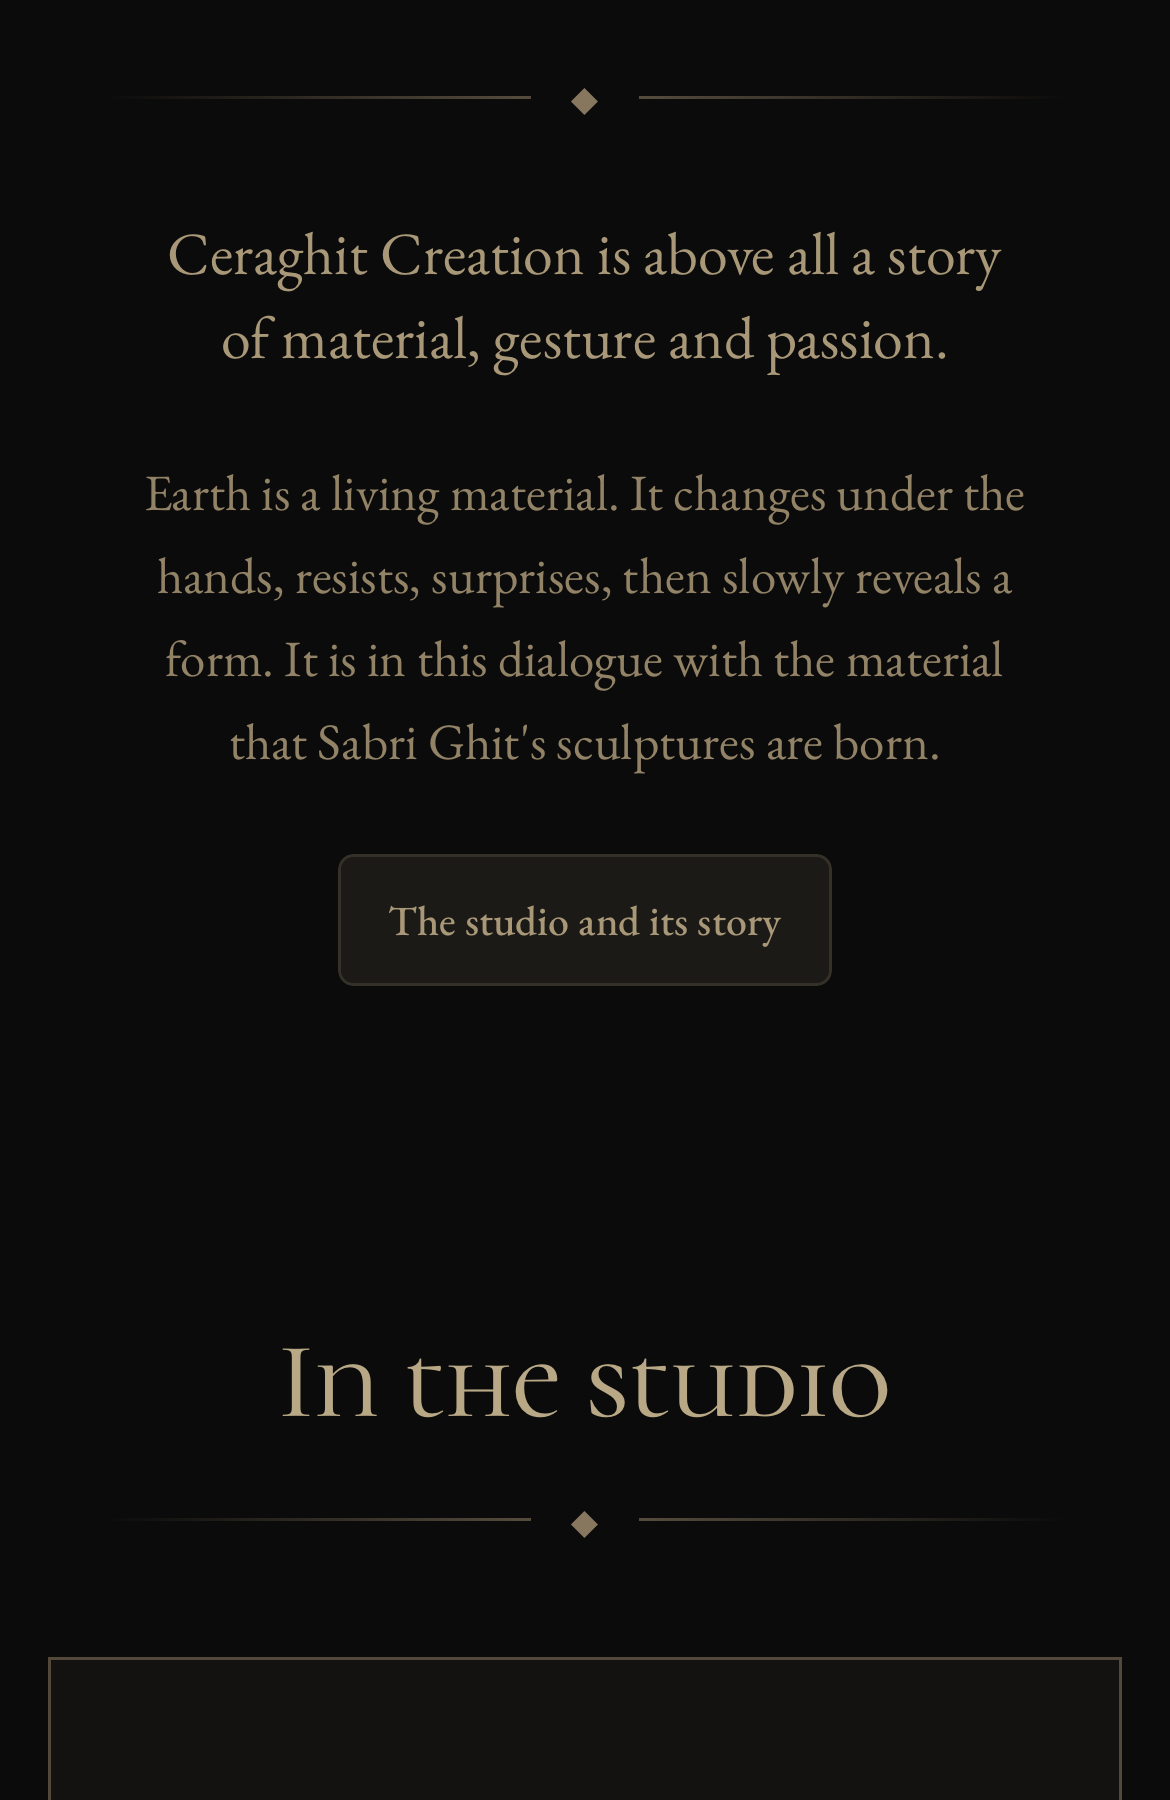 Ceraghit Creation is above all a story
of material, gesture and passion.
Earth is a living material. It changes under the
hands, resists, surprises, then slowly reveals a
form. It is in this dialogue with the material
that Sabri Ghit's sculptures are born.
The studio and its story
In the studio